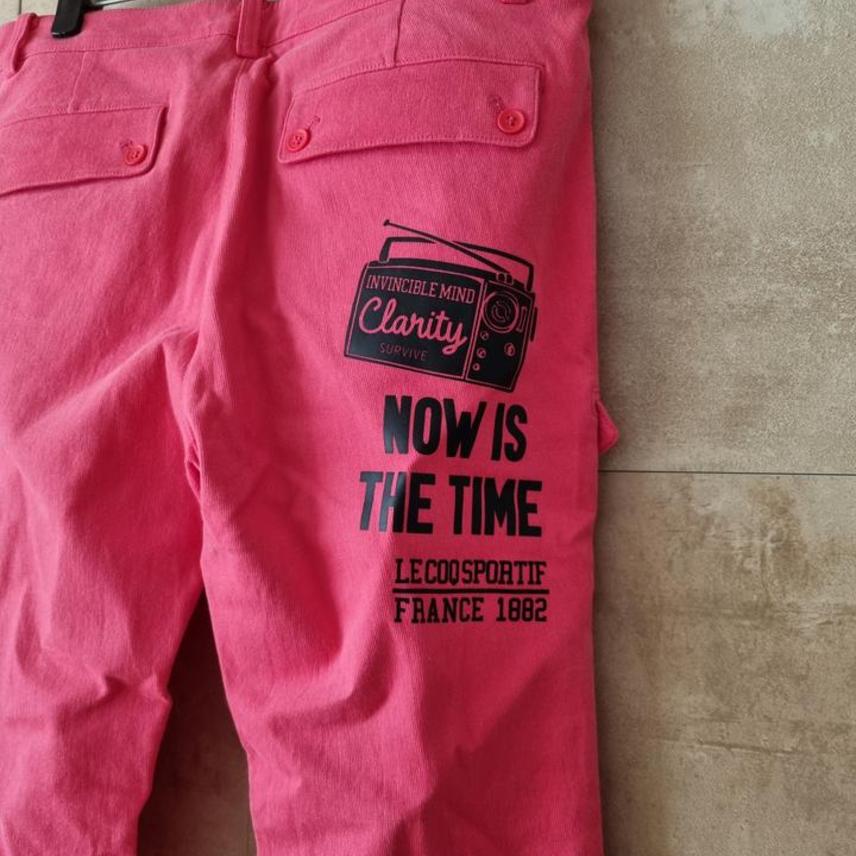 INVINCIBLE MIND
Clarity
SURVIVE
NOW IS
THE TIME
LECOQSPORTIF
FRANCE 1882